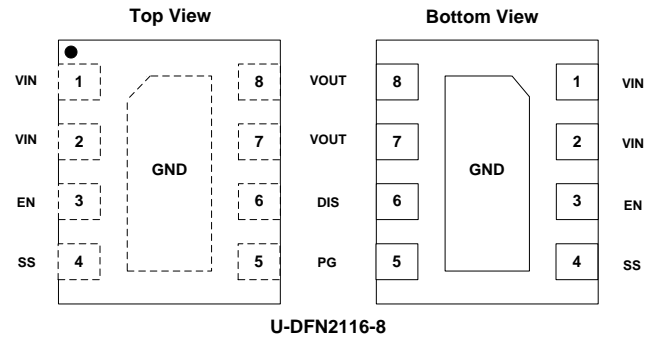 Top View Bottom View
VIN 1 8 VOUT 8 1 VIN
VIN 2 7 VOUT 7 2 VIN
GND GND
EN 3 6 DIS 6 3 EN
SS 4 5 PG 5 4 SS
U-DFN2116-8